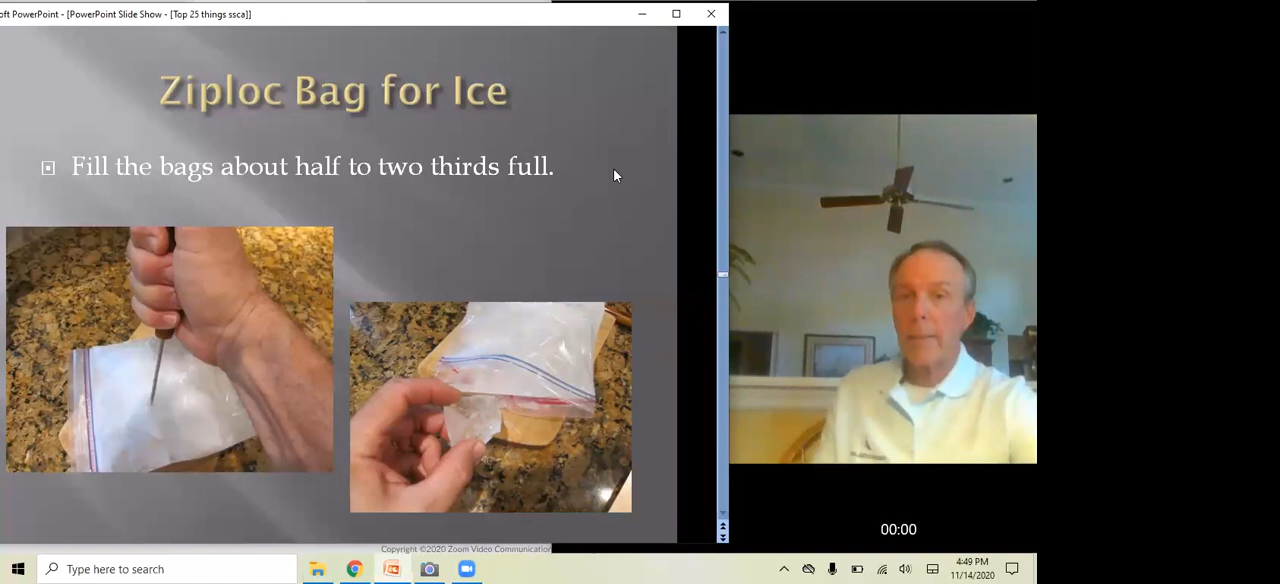 oft PowerPoint - [PowerPoint Slide Show - [Top 25 things ssca]]
Ziploc Bag for Ice
Fill the bags about half to two thirds full.
00:00
Copyright ©2020 Zoom Video Communication
Type here to search
4:49 PM
11/14/2020